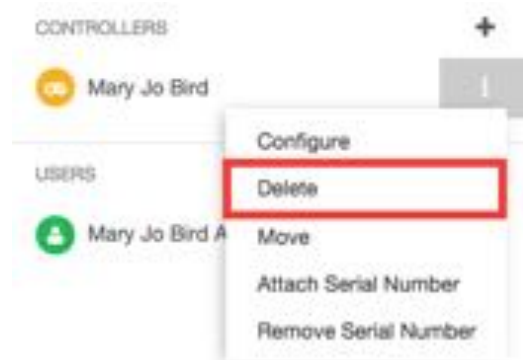 CONTROLLERS
Mary Jo Bird
Configure
USERS
Delete
Mary Jo Bird A
Move
Attach Serial Number
Remove Serial Number